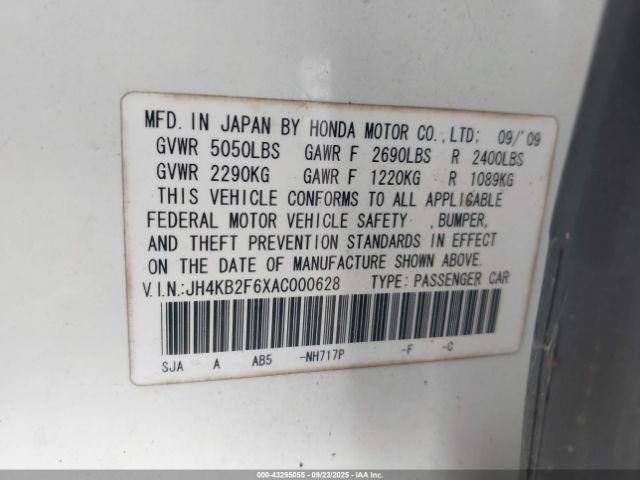 MFD. IN JAPAN BY HONDA MOTOR CO.,LTD; 09/'09
GVWR 5050LBS GAWR F 2690LBS R 2400LBS
GVWR 2290KG GAWR F 1220KG R 1089KG
THIS VEHICLE CONFORMS TO ALL APPLICABLE
FEDERAL MOTOR VEHICLE SAFETY ,BUMPER,
AND THEFT PREVENTION STANDARDS IN EFFECT
ON THE DATE OF MANUFACTURE SHOWN ABOVE.
V.I.N.:JH4KB2F6XAC000628 TYPE: PASSENGER CAR
SJA A AB5 -NH717P -F -C
000-43295055 - 09/23/2025 - IAAI.COM